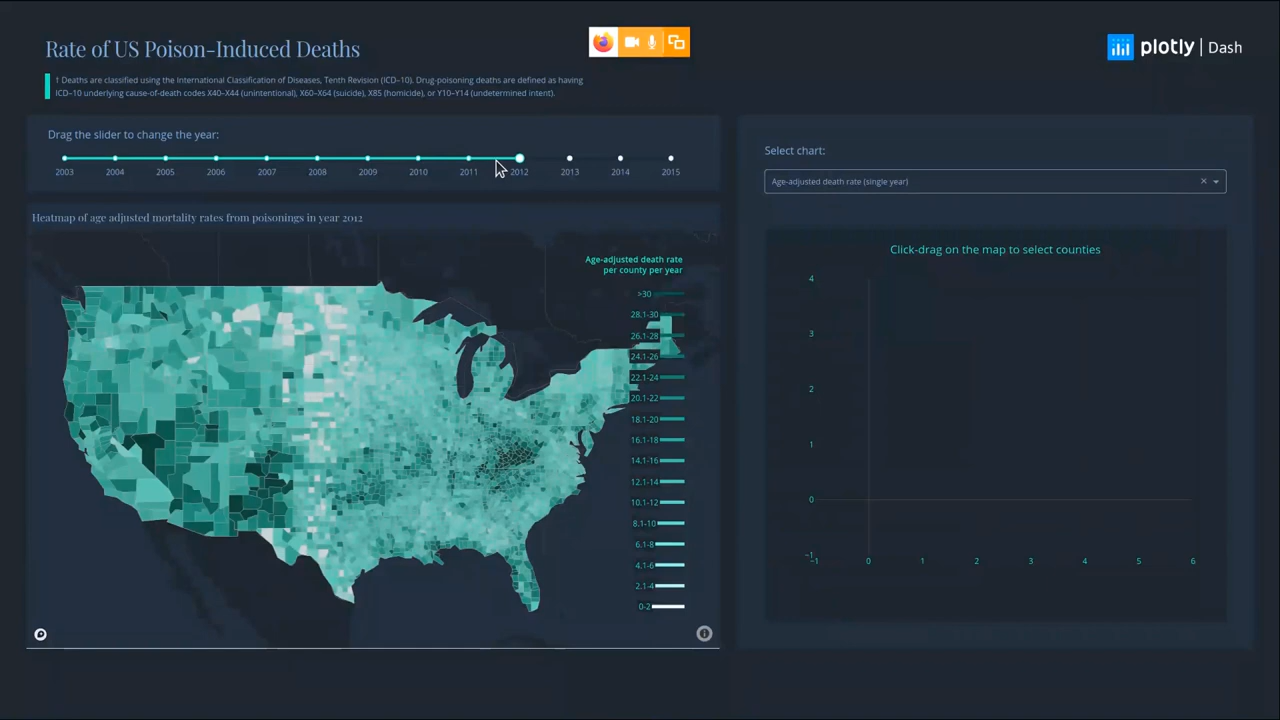 Rate of US Poison-Induced Deaths
plotly | Dash
† Deaths are classified using the International Classification of Diseases, Tenth Revision (ICD–10). Drug-poisoning deaths are defined as having
ICD–10 underlying cause-of-death codes X40–X44 (unintentional), X60–X64 (suicide), X85 (homicide), or Y10–Y14 (undetermined intent).
Drag the slider to change the year:
2003 2004 2005 2006 2007 2008 2009 2010 2011 2012 2013 2014 2015
Heatmap of age adjusted mortality rates from poisonings in year 2012
Age-adjusted death rate
per county per year
>30
28.1-30
26.1-28
24.1-26
22.1-24
20.1-22
18.1-20
16.1-18
14.1-16
12.1-14
10.1-12
8.1-10
6.1-8
4.1-6
2.1-4
0-2
Select chart:
Age-adjusted death rate (single year)
Click-drag on the map to select counties
4
3
2
1
0
−1
−1 0 1 2 3 4 5 6